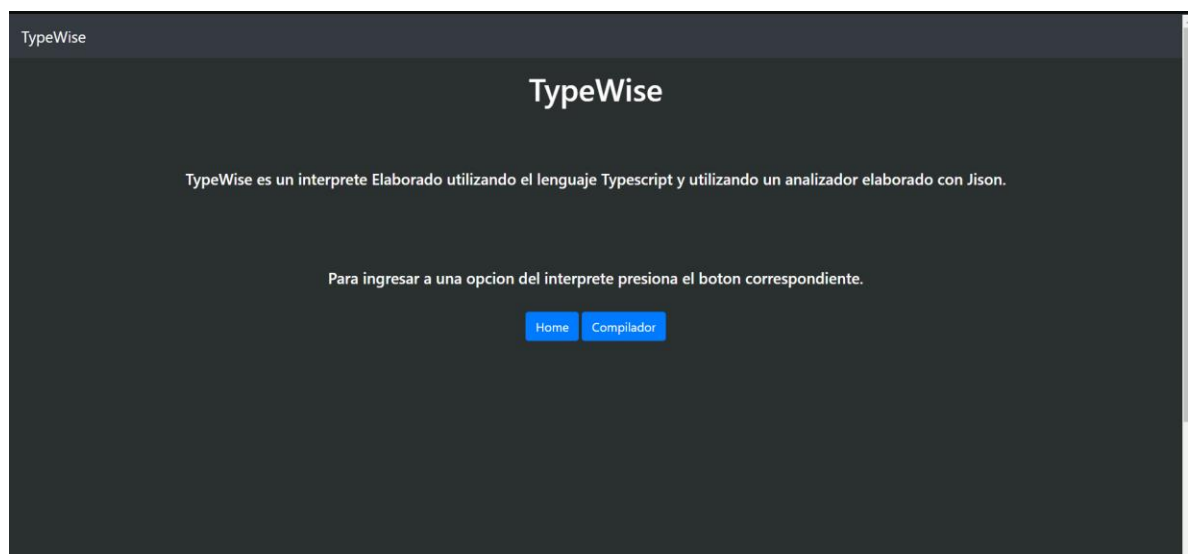 TypeWise
TypeWise
TypeWise es un interprete Elaborado utilizando el lenguaje Typescript y utilizando un analizador elaborado con Jison.
Para ingresar a una opcion del interprete presiona el boton correspondiente.
Home Compilador